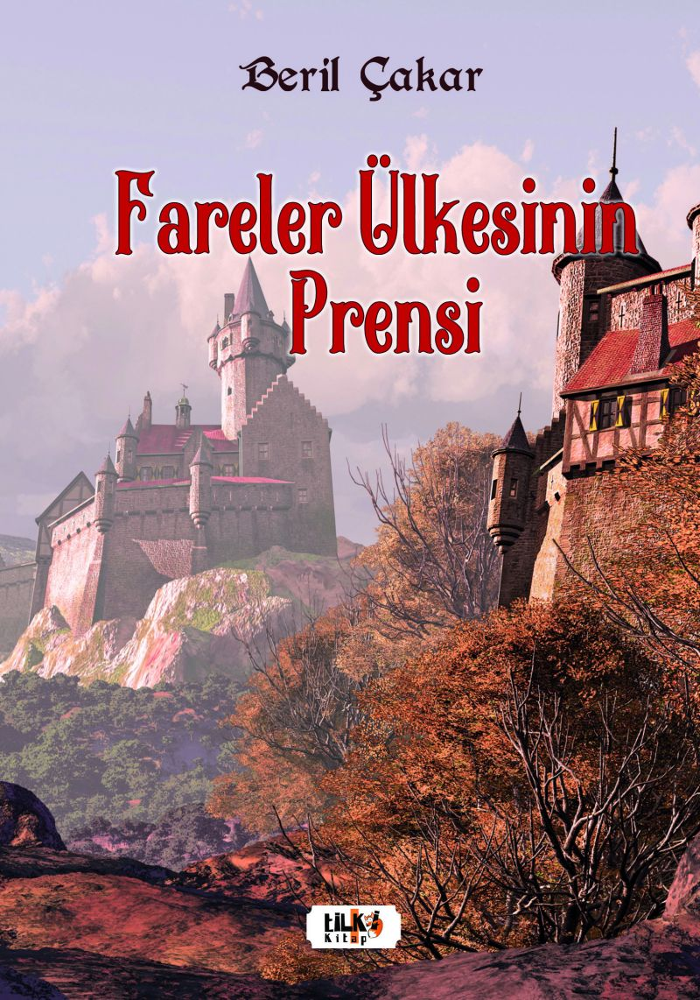 Beril Çakar
Fareler Ülkesinin
Prensi
tiLKi
Kitap